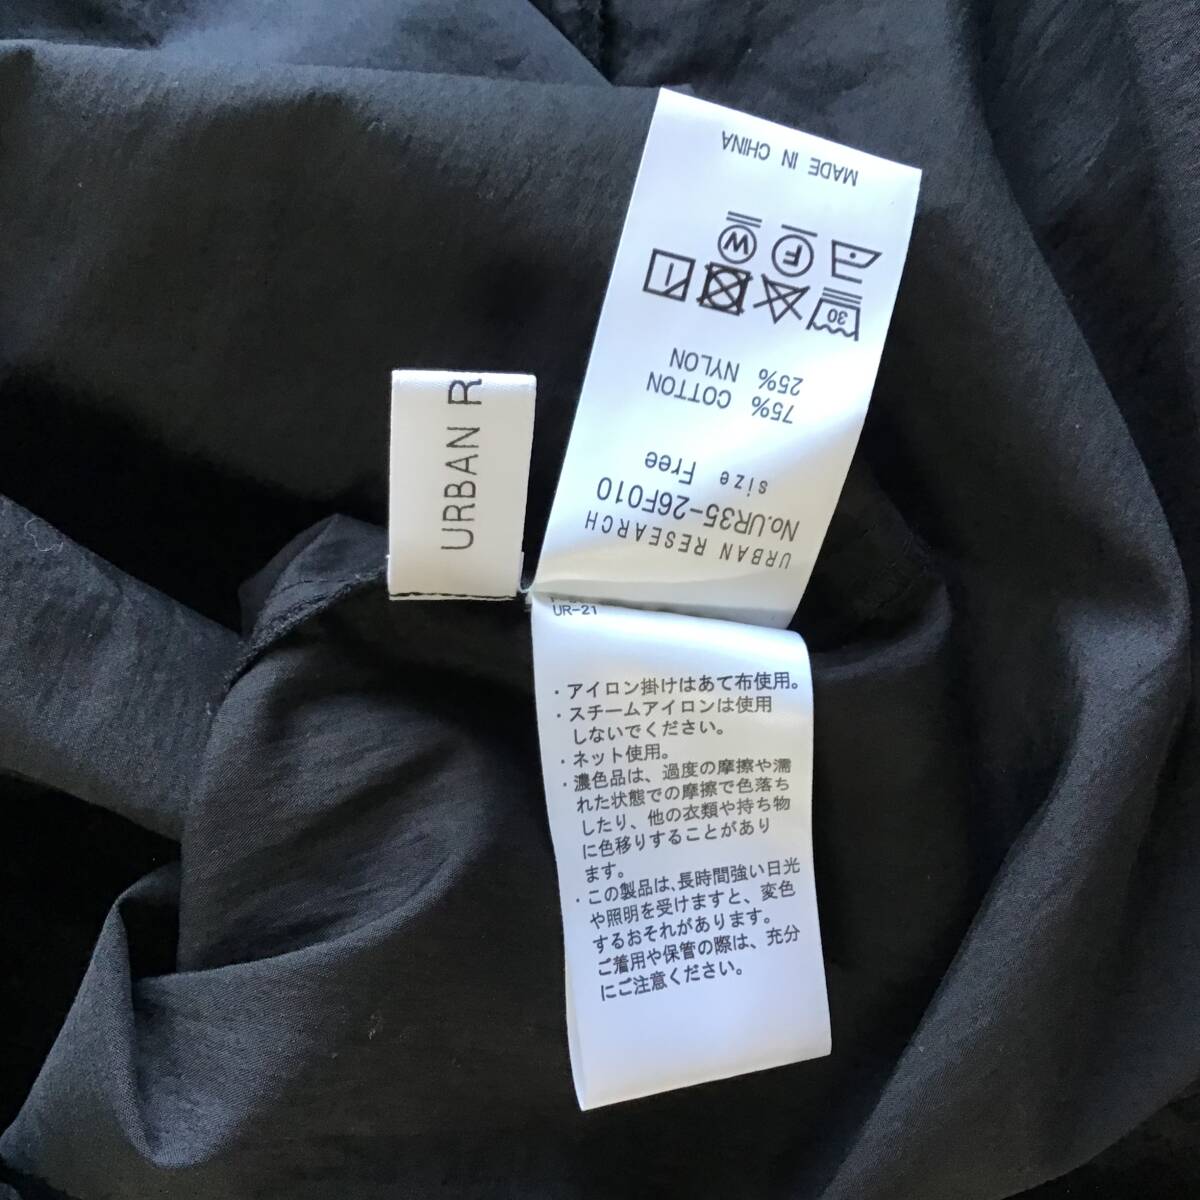 URBAN R
URBAN RESEARCH
No.UR35-26F010
size Free
75% COTTON
25% NYLON
30
F
W
MADE IN CHINA
UR-21
・アイロン掛けはあて布使用。
・スチームアイロンは使用
しないでください。
・ネット使用。
・濃色品は、過度の摩擦や濡
れた状態での摩擦で色落ち
したり、他の衣類や持ち物
に色移りすることがあり
ます。
・この製品は、長時間強い日光
や照明を受けますと、変色
するおそれがあります。
ご着用や保管の際は、充分
にご注意ください。